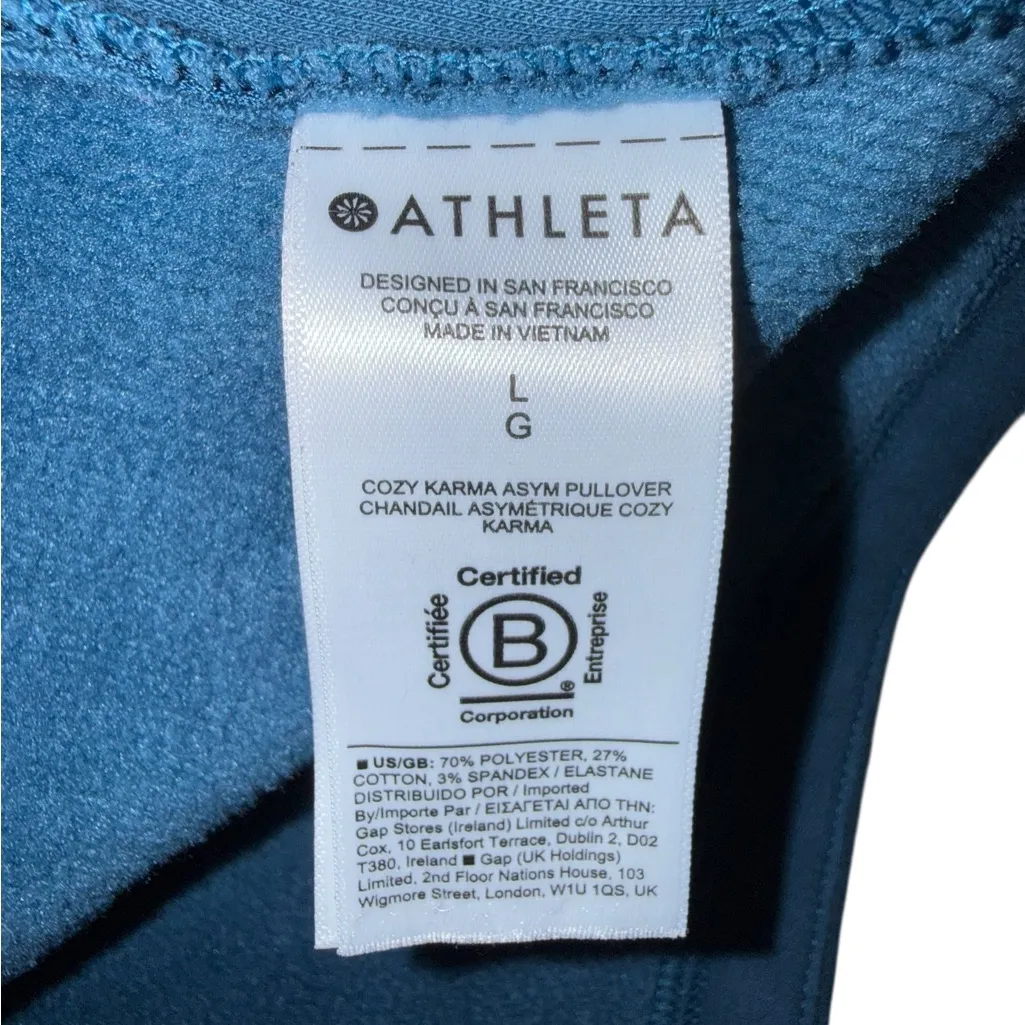 ATHLETA
DESIGNED IN SAN FRANCISCO
CONÇU À SAN FRANCISCO
MADE IN VIETNAM
L
G
COZY KARMA ASYM PULLOVER
CHANDAIL ASYMÉTRIQUE COZY
KARMA
Certified
Certifiée
B
Entreprise
®
Corporation
■ US/GB: 70% POLYESTER, 27%
COTTON, 3% SPANDEX / ELASTANE
DISTRIBUIDO POR / Imported
By/Importe Par / ΕΙΣΑΓΕΤΑΙ ΑΠΟ ΤΗΝ:
Gap Stores (Ireland) Limited c/o Arthur
Cox, 10 Earlsfort Terrace, Dublin 2, D02
T380, Ireland ■ Gap (UK Holdings)
Limited, 2nd Floor Nations House, 103
Wigmore Street, London, W1U 1QS, UK